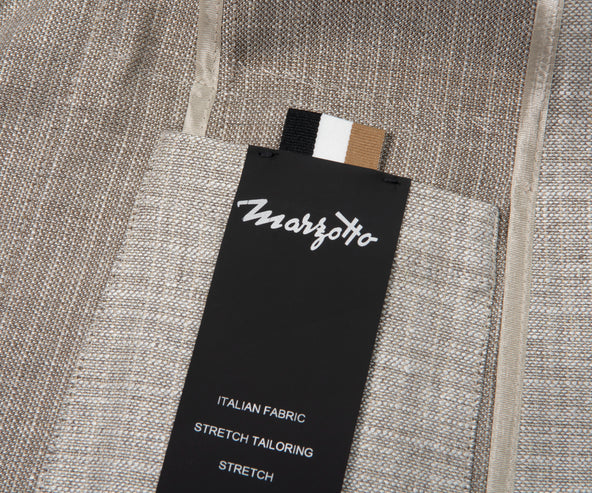 Marzotto
ITALIAN FABRIC
STRETCH TAILORING
STRETCH